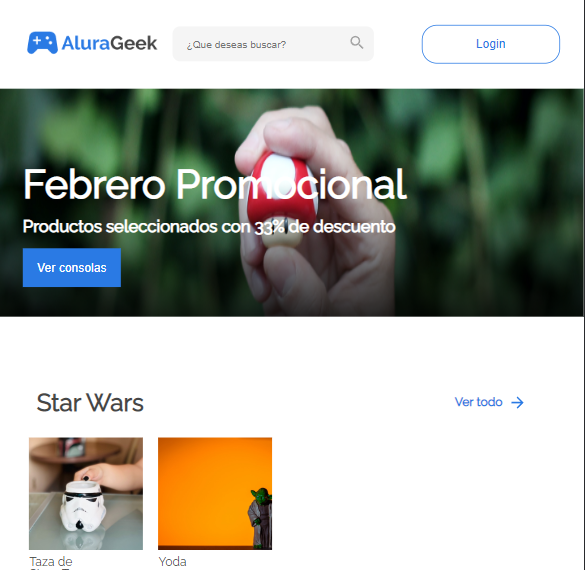 AluraGeek
¿Que deseas buscar?
Login
Febrero Promocional
Productos seleccionados con 33% de descuento
Ver consolas
Star Wars
Ver todo
Taza de
Yoda